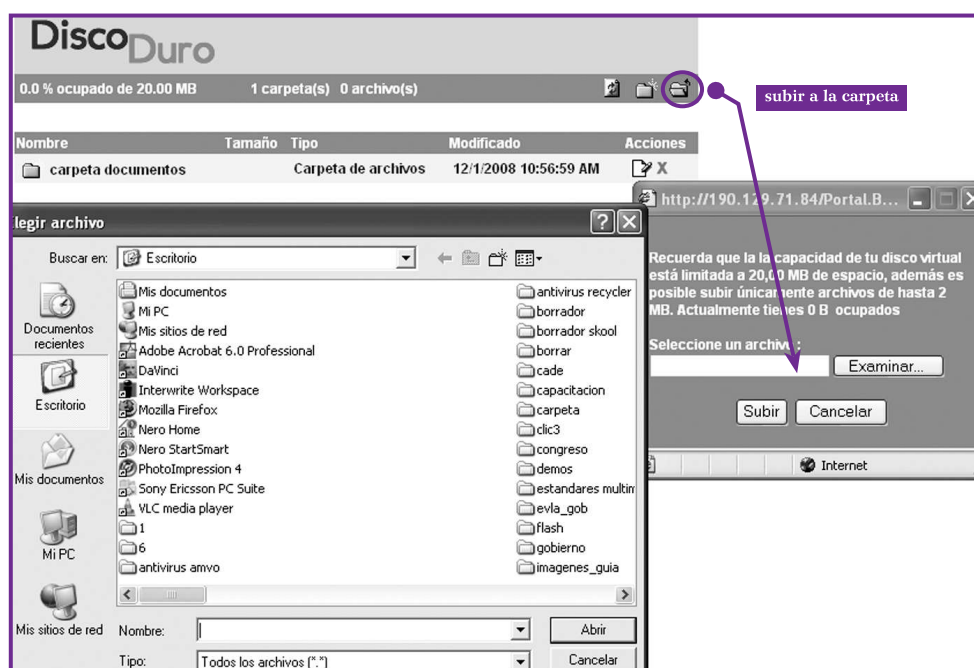 DiscoDuro
0.0 % ocupado de 20.00 MB 1 carpeta(s) 0 archivo(s)
subir a la carpeta
Nombre Tamaño Tipo Modificado Acciones
carpeta documentos Carpeta de archivos 12/1/2008 10:56:59 AM X
http://190.129.71.84/Portal.B...
Recuerda que la la capacidad de tu disco virtual
está limitada a 20,00 MB de espacio, además es
posible subir únicamente archivos de hasta 2
MB. Actualmente tienes 0 B ocupados
Seleccione un archivo:
Examinar...
Subir Cancelar
Internet
legir archivo
Buscar en: Escritorio
Documentos
recientes
Escritorio
Mis documentos
Mi PC
Mis sitios de red
Mis documentos
Mi PC
Mis sitios de red
Adobe Acrobat 6.0 Professional
DaVinci
Interwrite Workspace
Mozilla Firefox
Nero Home
Nero StartSmart
PhotoImpression 4
Sony Ericsson PC Suite
VLC media player
1
6
antivirus amvo
antivirus recycler
borrador
borrador skool
borrar
cade
capacitacion
carpeta
clic3
congreso
demos
estandares multim
evla_gob
flash
gobierno
imagenes_guia
Nombre: Abrir
Tipo: Todos los archivos (*.*) Cancelar